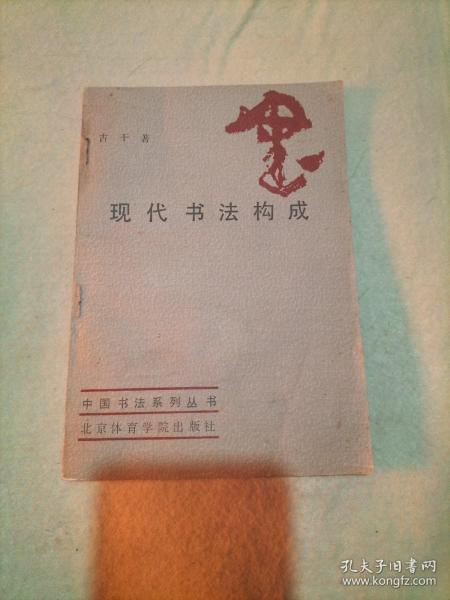 古干著
现代书法构成
中国书法系列丛书
北京体育学院出版社
孔夫子旧书网
www.kongfz.com